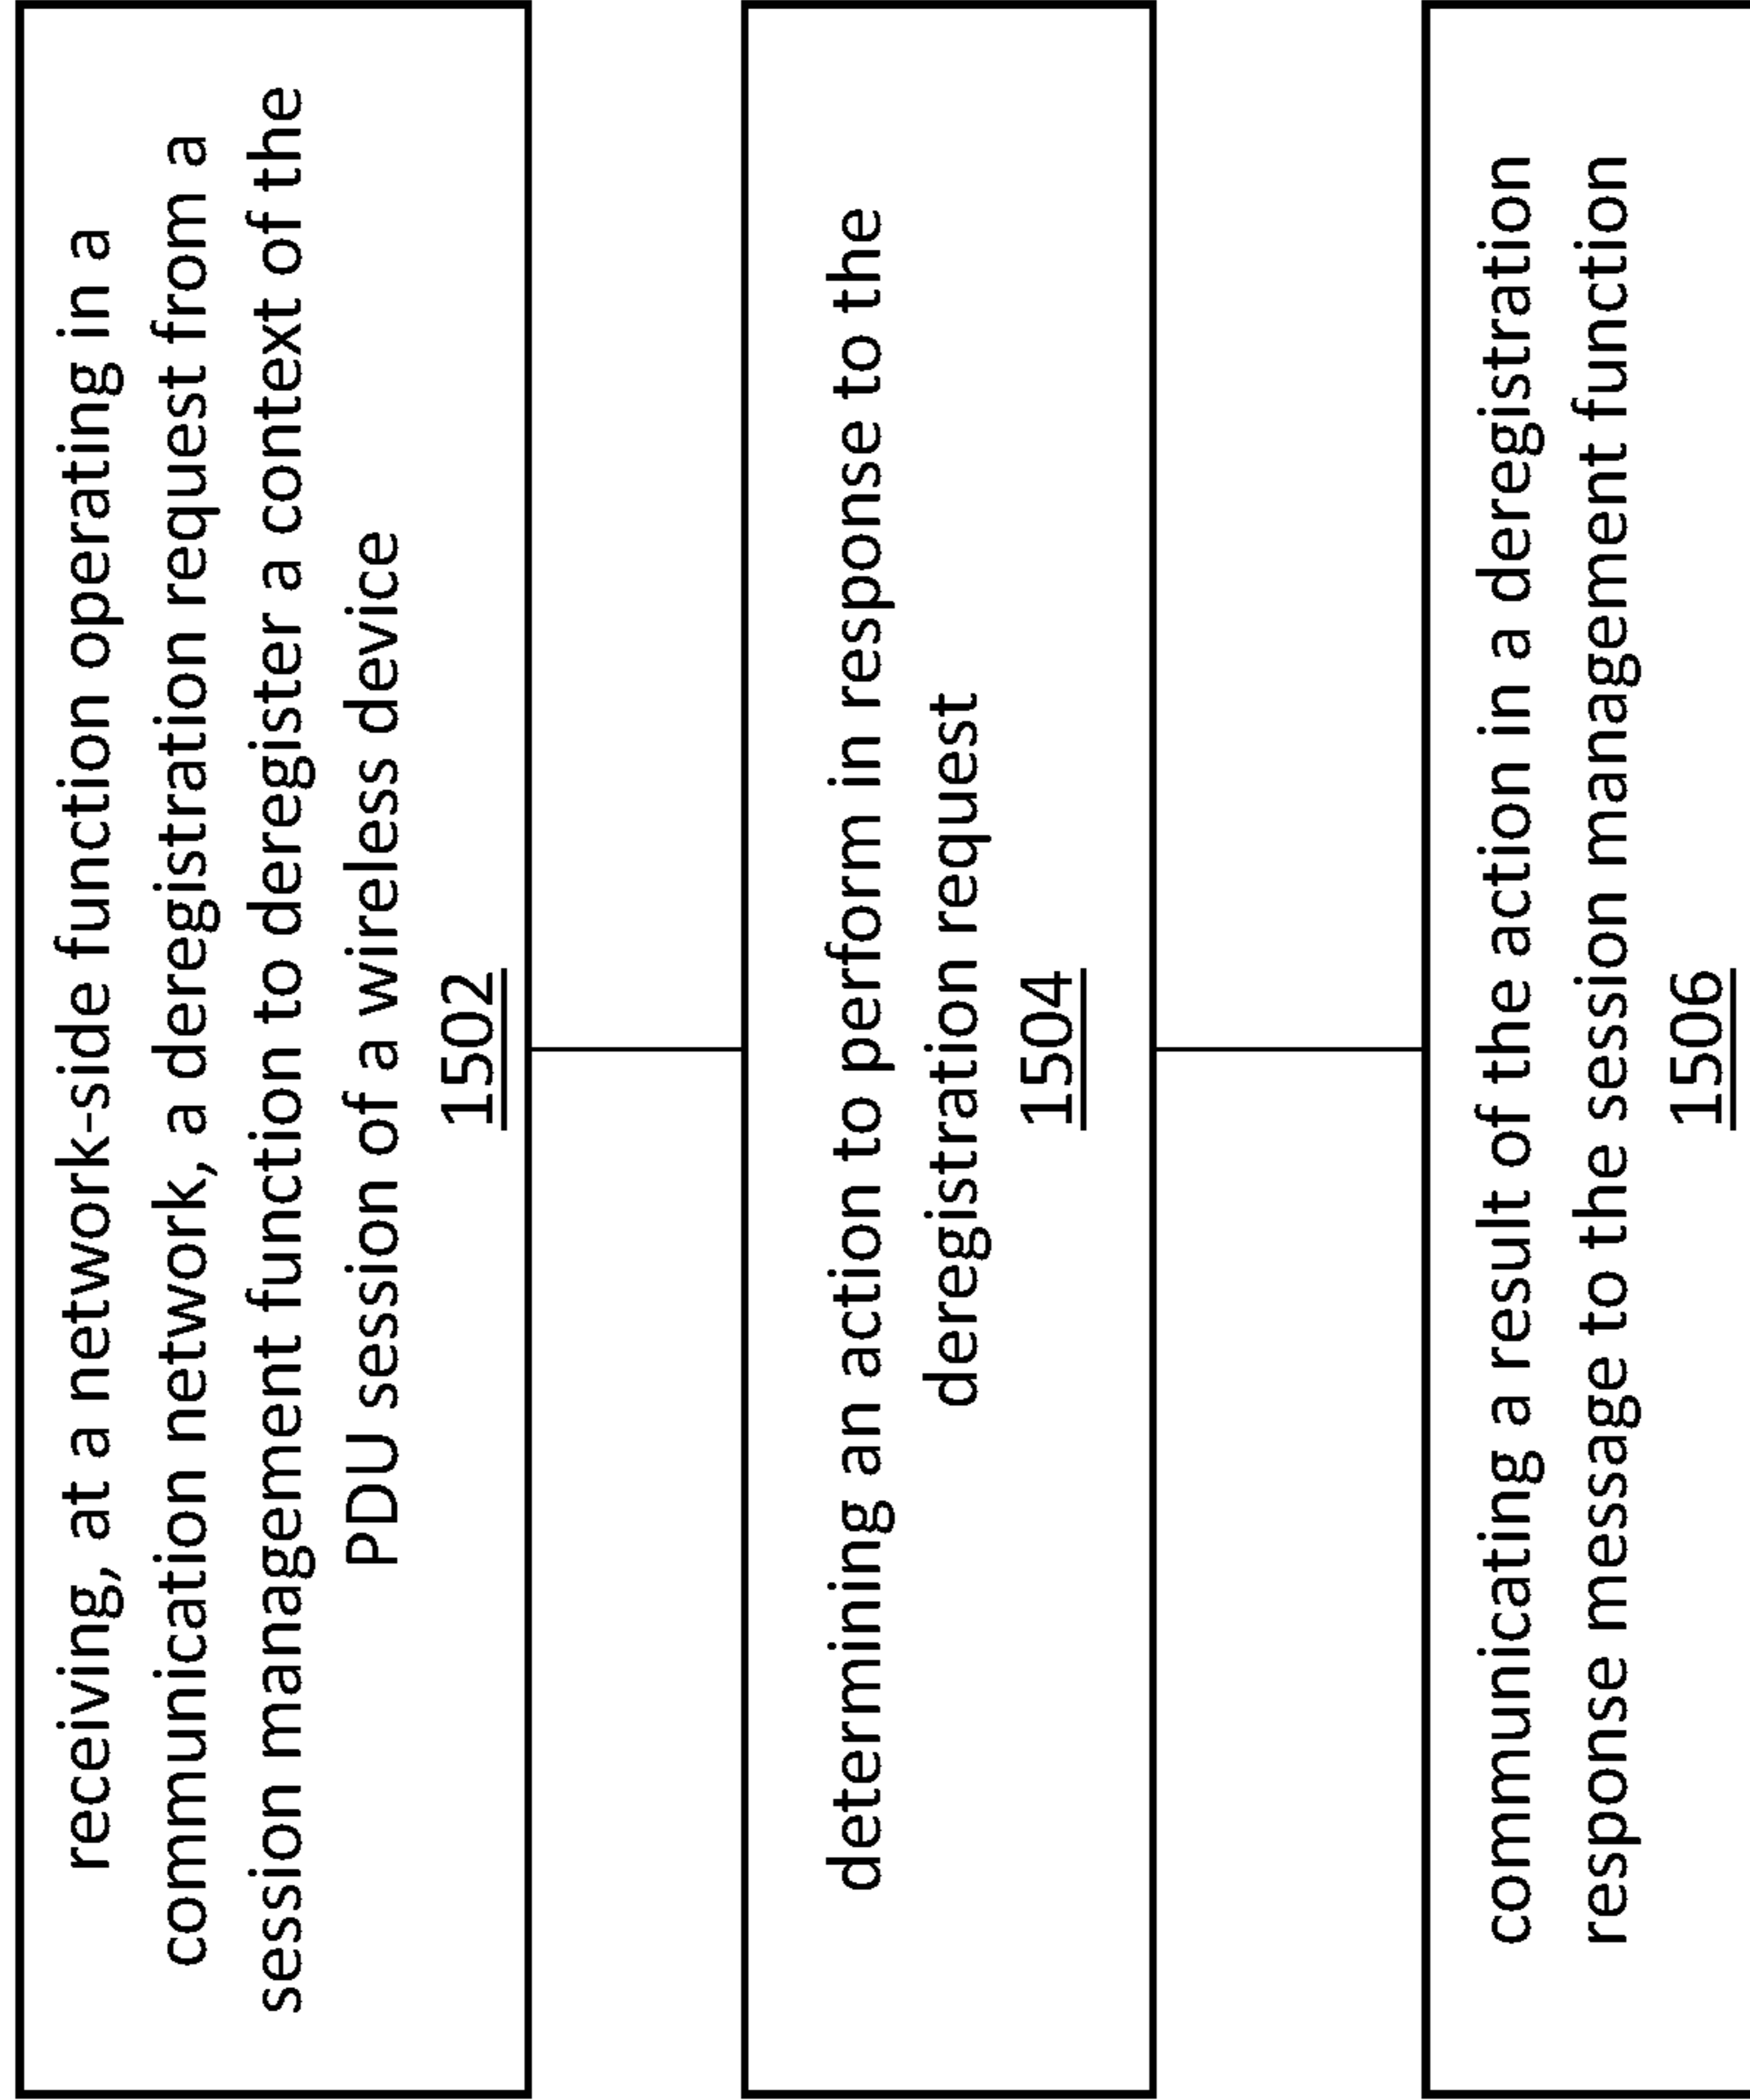 receiving, at a network-side function operating in a
communication network, a deregistration request from a
session management function to deregister a context of the
PDU session of a wireless device
1502
determining an action to perform in response to the
deregistration request
1504
communicating a result of the action in a deregistration
response message to the session management function
1506